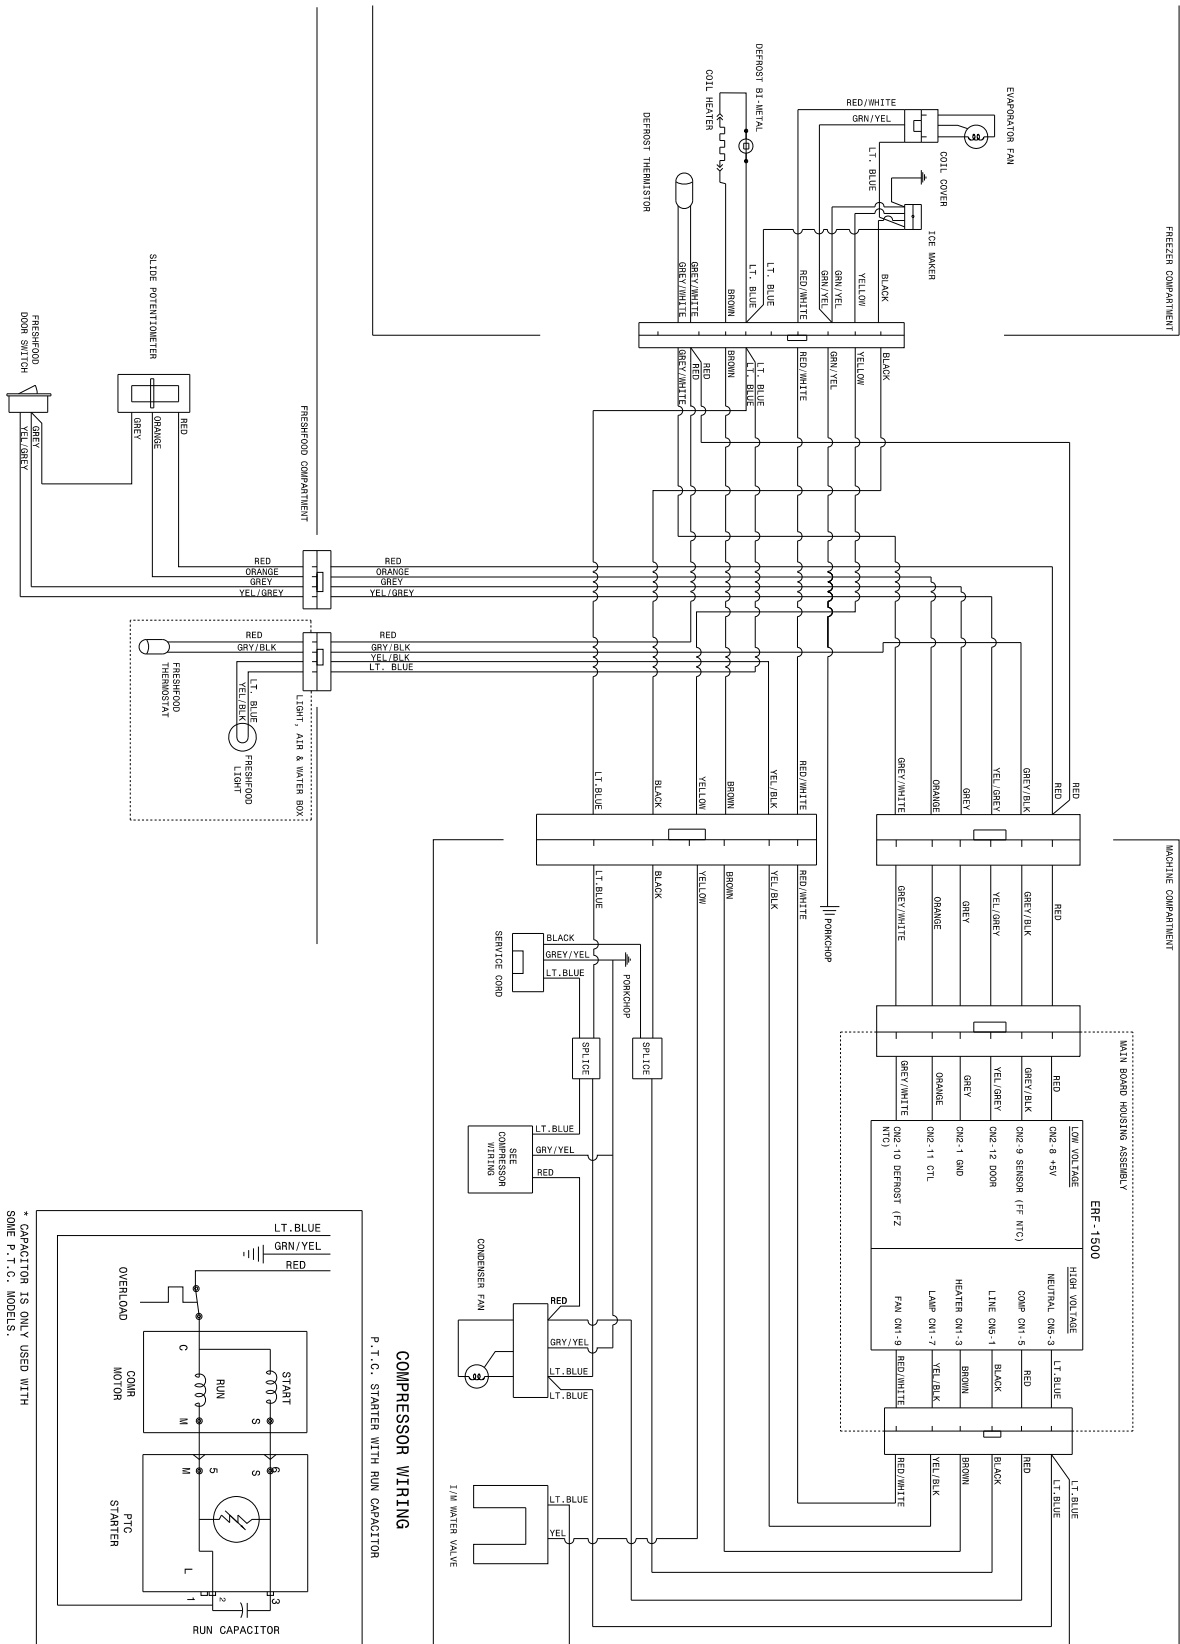 FREEZER COMPARTMENT
EVAPORATOR FAN
RED/WHITE
GRN/YEL
LT. BLUE
COIL COVER
ICE MAKER
DEFROST BI-METAL
COIL HEATER
DEFROST THERMISTOR
GREY/WHITE
GREY/WHITE
BROWN
LT. BLUE
LT. BLUE
RED/WHITE
GRN/YEL
GRN/YEL
YELLOW
BLACK
GREY/WHITE
RED
RED
BROWN
LT. BLUE
LT. BLUE
RED/WHITE
GRN/YEL
YELLOW
BLACK
SLIDE POTENTIOMETER
FRESHFOOD
DOOR SWITCH
GREY
ORANGE
RED
GREY
YEL/GREY
FRESHFOOD COMPARTMENT
RED
ORANGE
GREY
YEL/GREY
RED
ORANGE
GREY
YEL/GREY
RED
GRY/BLK
RED
GRY/BLK
YEL/BLK
LT. BLUE
FRESHFOOD
THERMOSTAT
LT. BLUE
YEL/BLK
FRESHFOOD
LIGHT
LIGHT, AIR & WATER BOX
LT.BLUE
BLACK
YELLOW
BROWN
YEL/BLK
RED/WHITE
GREY/WHITE
ORANGE
GREY
YEL/GREY
GREY/BLK
RED
RED
MACHINE COMPARTMENT
LT.BLUE
BLACK
YELLOW
BROWN
YEL/BLK
RED/WHITE
PORKCHOP
GREY/WHITE
ORANGE
GREY
YEL/GREY
GREY/BLK
RED
SERVICE CORD
BLACK
GREY/YEL
LT.BLUE
PORKCHOP
SPLICE
SPLICE
MAIN BOARD HOUSING ASSEMBLY
GREY/WHITE
ORANGE
GREY
YEL/GREY
GREY/BLK
RED
ERF-1500
LOW VOLTAGE
CN2-8 +5V
CN2-9 SENSOR (FF NTC)
CN2-12 DOOR
CN2-1 GND
CN2-11 CTL
CN2-10 DEFROST (FZ
NTC)
HIGH VOLTAGE
NEUTRAL CN5-3
COMP CN1-5
LINE CN5-1
HEATER CN1-3
LAMP CN1-7
FAN CN1-9
RED/WHITE
YEL/BLK
BROWN
BLACK
RED
LT.BLUE
RED/WHITE
YEL/BLK
BROWN
BLACK
RED
LT.BLUE
LT.BLUE
SEE
COMPRESSOR
WIRING
LT.BLUE
GRY/YEL
RED
CONDENSER FAN
RED
GRY/YEL
LT.BLUE
LT.BLUE
I/M WATER VALVE
LT.BLUE
YEL
COMPRESSOR WIRING
P.T.C. STARTER WITH RUN CAPACITOR
LT.BLUE
GRN/YEL
RED
OVERLOAD
C
RUN
START
COMR
MOTOR
M
S
M
5
S
6
PTC
STARTER
L
1
2
3
RUN CAPACITOR
* CAPACITOR IS ONLY USED WITH
SOME P.T.C. MODELS.